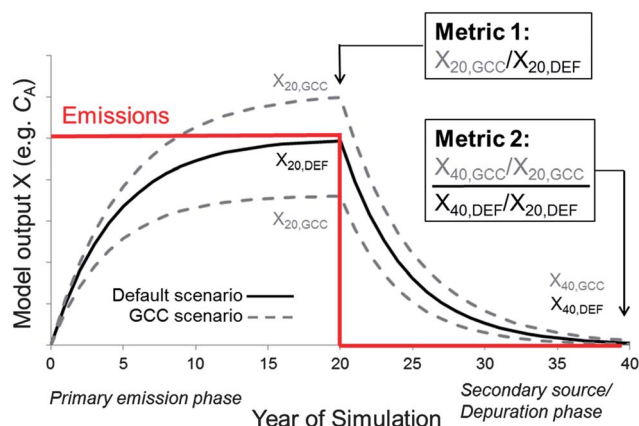 Metric 1:
X20,GCC/X20,DEF
Metric 2:
X40,GCC/X20,GCC
X40,DEF/X20,DEF
Model output X (e.g. CA)
Emissions
X20,GCC
X20,DEF
X20,GCC
Default scenario
GCC scenario
X40,GCC
X40,DEF
0 5 10 15 20 25 30 35 40
Primary emission phase
Secondary source/
Depuration phase
Year of Simulation